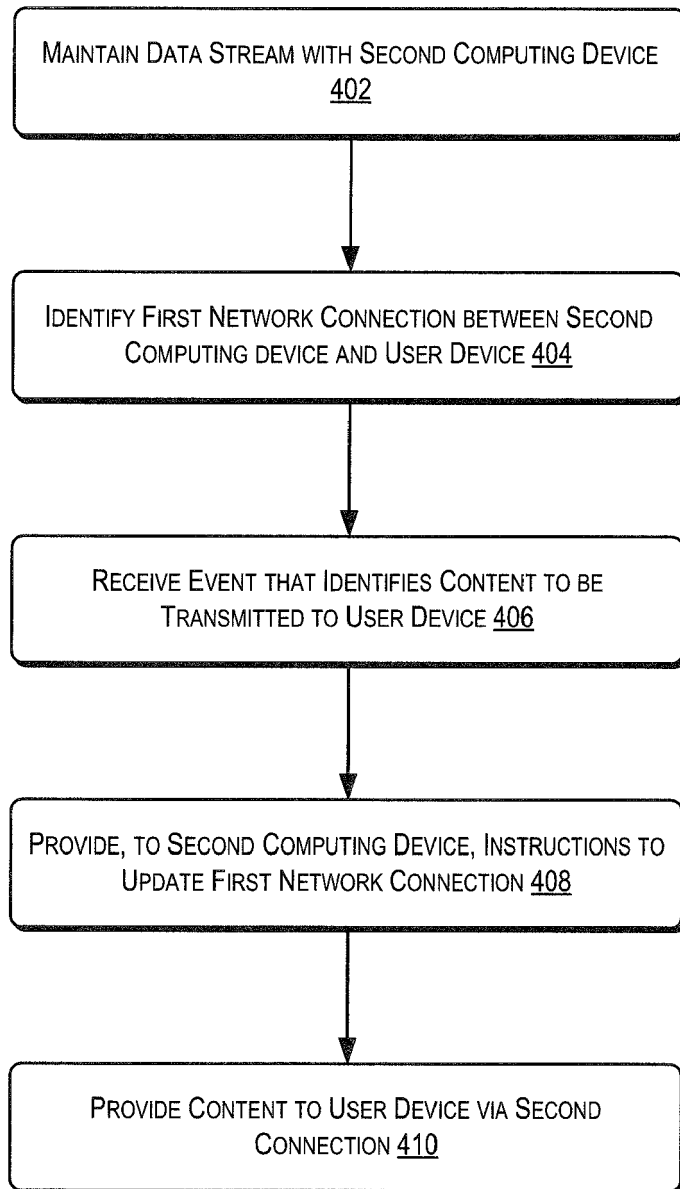 MAINTAIN DATA STREAM WITH SECOND COMPUTING DEVICE
402
IDENTIFY FIRST NETWORK CONNECTION BETWEEN SECOND
COMPUTING DEVICE AND USER DEVICE 404
RECEIVE EVENT THAT IDENTIFIES CONTENT TO BE
TRANSMITTED TO USER DEVICE 406
PROVIDE, TO SECOND COMPUTING DEVICE, INSTRUCTIONS TO
UPDATE FIRST NETWORK CONNECTION 408
PROVIDE CONTENT TO USER DEVICE VIA SECOND
CONNECTION 410